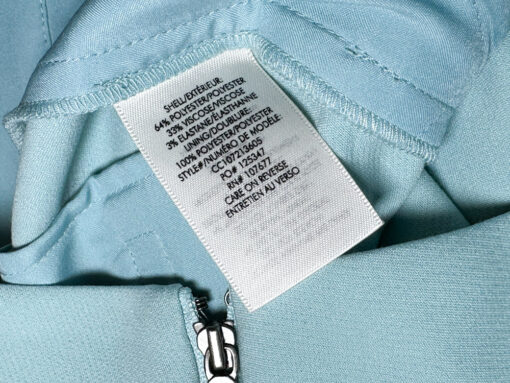 SHELL/EXTÉRIEUR:
64% POLYESTER/POLYESTER
33% VISCOSE/VISCOSE
3% ELASTANE/ÉLASTHANNE
LINING/DOUBLURE:
100% POLYESTER/POLYESTER
STYLE#/NUMÉRO DE MODÈLE:
CC107213605
PO# 125347
RN# 107677
CARE ON REVERSE
ENTRETIEN AU VERSO